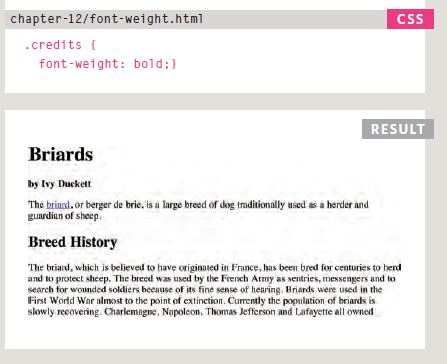 chapter-12/font-weight.html
CSS
.credits {
font-weight: bold;}
RESULT
Briards
by Ivy Duckett
The briard, or berger de brie, is a large breed of dog traditionally used as a herder and
guardian of sheep.
Breed History
The briard, which is believed to have originated in France, has been bred for centuries to herd
and to protect sheep. The breed was used by the French Army as sentries, messengers and to
search for wounded soldiers because of its fine sense of hearing. Briards were used in the
First World War almost to the point of extinction. Currently the population of briards is
slowly recovering. Charlemagne, Napoleon, Thomas Jefferson and Lafayette all owned